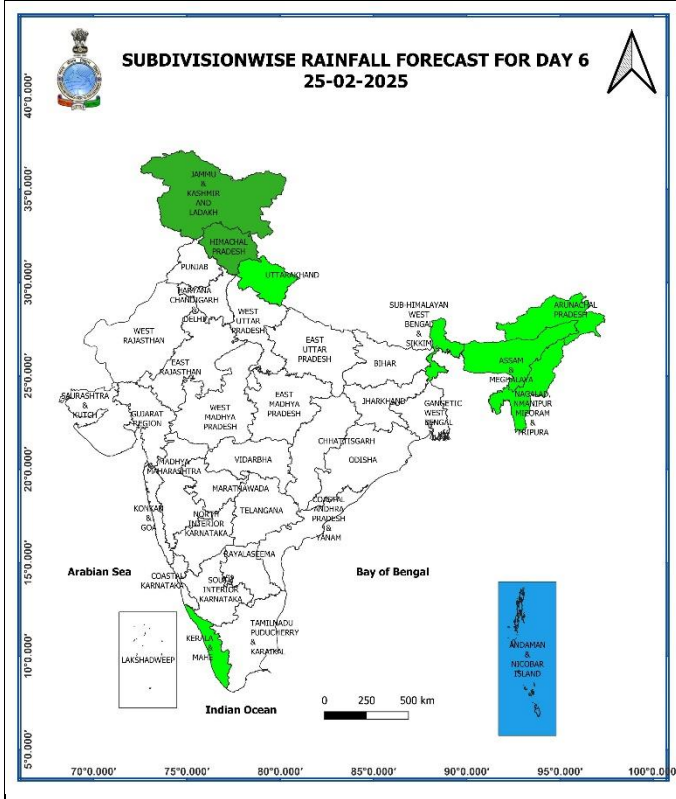 SUBDIVISIONWISE RAINFALL FORECAST FOR DAY 6
25-02-2025
40°0.000'
35°0.000'
30°0.000'
25°0.000'
20°0.000'
15°0.000'
10°0.000'
5°0.000'
JAMMU
&
KASHMIR
AND
LADAKH
HIMACHAL
PRADESH
PUNJAB
UTTARAKHAND
HARYANA
CHANDIGARH
&
DELHI
WEST
UTTAR
PRADESH
WEST
RAJASTHAN
EAST
RAJASTHAN
EAST
UTTAR
PRADESH
SUB-HIMALAYAN
WEST
BENGAL
&
SIKKIM
ARUNACHAL
PRADESH
ASSAM
&
MEGHALAYA
NAGALAD,
NMANIPUR
MIZORAM
&
TRIPURA
BIHAR
JHARKHAND
GANGETIC
WEST
BENGAL
SAURASHTRA
&
KUTCH
GUJARAT
REGION
WEST
MADHYA
PRADESH
EAST
MADHYA
PRADESH
CHHATTISGARH
ODISHA
MADHYA
MAHARASHTRA
VIDARBHA
MARATHAWADA
KONKAN
&
GOA
NORTH
INTERIOR
KARNATAKA
TELANGANA
COASTAL
ANDHRA
PRADESH
&
YANAM
RAYALASEEMA
COASTAL
KARNATAKA
SOUTH
INTERIOR
KARNATAKA
Arabian Sea
Bay of Bengal
TAMILNADU
PUDUCHERRY
&
KARAIKAL
KERALA
&
MAHE
LAKSHADWEEP
ANDAMAN
&
NICOBAR
ISLAND
Indian Ocean
0 250 500 km
70°0.000' 75°0.000' 80°0.000' 85°0.000' 90°0.000' 95°0.000' 100°0.000'